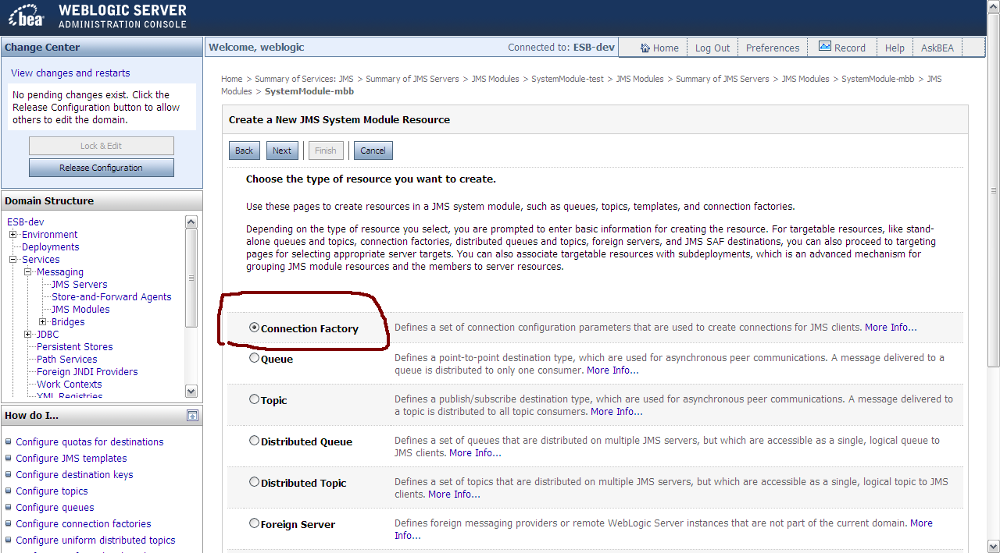 bea WEBLOGIC SERVER
ADMINISTRATION CONSOLE
Change Center
View changes and restarts
No pending changes exist. Click the
Release Configuration button to allow
others to edit the domain.
Lock & Edit
Release Configuration
Domain Structure
ESB-dev
Environment
Deployments
Services
Messaging
JMS Servers
Store-and-Forward Agents
JMS Modules
Bridges
JDBC
Persistent Stores
Path Services
Foreign JNDI Providers
Work Contexts
XML Registries
How do I...
Configure quotas for destinations
Configure JMS templates
Configure destination keys
Configure topics
Configure queues
Configure connection factories
Configure uniform distributed topics
Welcome, weblogic Connected to: ESB-dev Home Log Out Preferences Record Help AskBEA
Home > Summary of Services: JMS > Summary of JMS Servers > JMS Modules > SystemModule-test > JMS Modules > Summary of JMS Servers > JMS Modules > SystemModule-mbb > JMS
Modules > SystemModule-mbb
Create a New JMS System Module Resource
Back Next Finish Cancel
Choose the type of resource you want to create.
Use these pages to create resources in a JMS system module, such as queues, topics, templates, and connection factories.
Depending on the type of resource you select, you are prompted to enter basic information for creating the resource. For targetable resources, like stand-
alone queues and topics, connection factories, distributed queues and topics, foreign servers, and JMS SAF destinations, you can also proceed to targeting
pages for selecting appropriate server targets. You can also associate targetable resources with subdeployments, which is an advanced mechanism for
grouping JMS module resources and the members to server resources.
Connection Factory Defines a set of connection configuration parameters that are used to create connections for JMS clients. More Info...
Queue Defines a point-to-point destination type, which are used for asynchronous peer communications. A message delivered to a
queue is distributed to only one consumer. More Info...
Topic Defines a publish/subscribe destination type, which are used for asynchronous peer communications. A message delivered to
a topic is distributed to all topic consumers. More Info...
Distributed Queue Defines a set of queues that are distributed on multiple JMS servers, but which are accessible as a single, logical queue to
JMS clients. More Info...
Distributed Topic Defines a set of topics that are distributed on multiple JMS servers, but which are accessible as a single, logical topic to JMS
clients. More Info...
Foreign Server Defines foreign messaging providers or remote WebLogic Server instances that are not part of the current domain. More
Info...